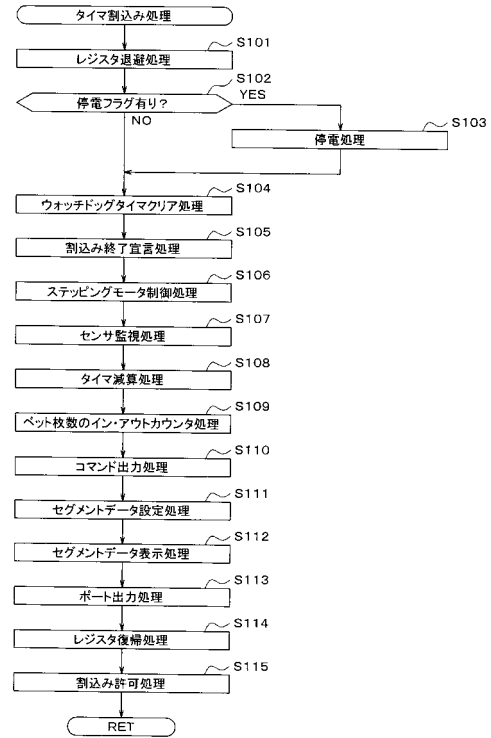 タイマ割込み処理
S101
レジスタ退避処理
S102
停電フラグ有り?
YES
NO
S103
停電処理
S104
ウォッチドッグタイマクリア処理
S105
割込み終了宣言処理
S106
ステッピングモータ制御処理
S107
センサ監視処理
S108
タイマ減算処理
S109
ベット枚数のイン・アウトカウンタ処理
S110
コマンド出力処理
S111
セグメントデータ設定処理
S112
セグメントデータ表示処理
S113
ポート出力処理
S114
レジスタ復帰処理
S115
割込み許可処理
RET